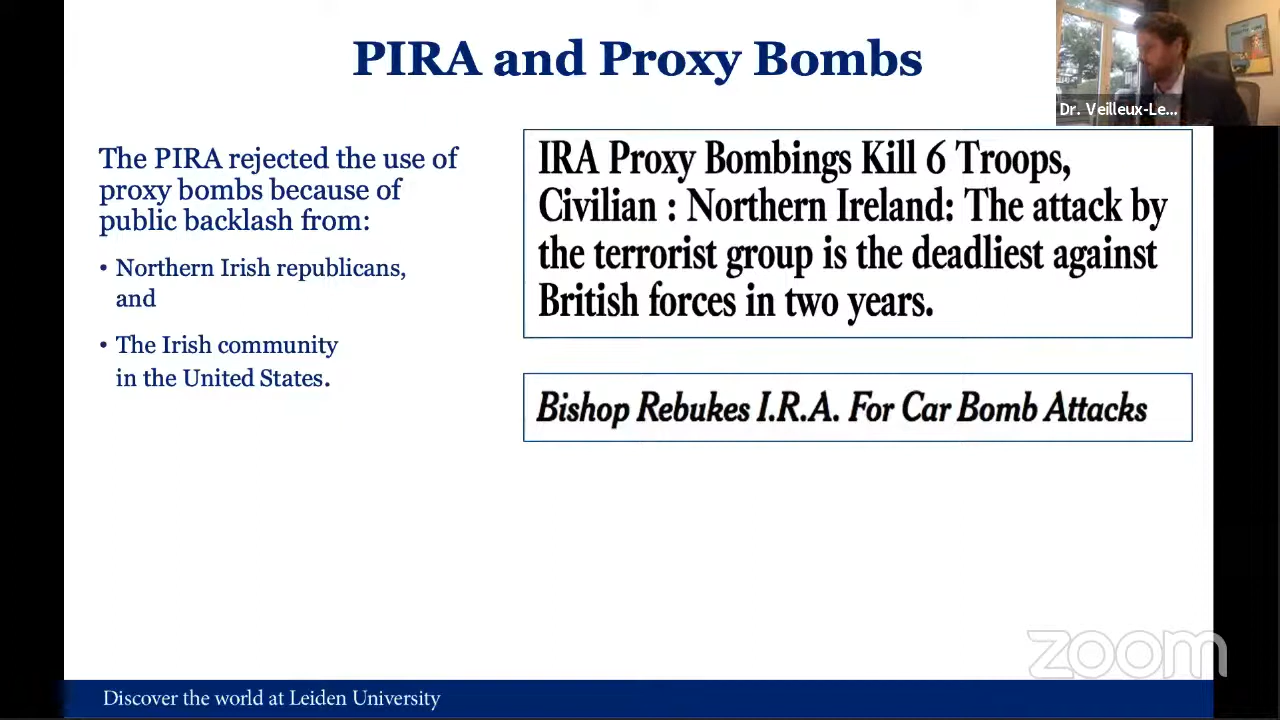 PIRA and Proxy Bombs
Dr. Veilleux-Le...
The PIRA rejected the use of
proxy bombs because of
public backlash from:
• Northern Irish republicans,
and
• The Irish community
in the United States.
IRA Proxy Bombings Kill 6 Troops,
Civilian : Northern Ireland: The attack by
the terrorist group is the deadliest against
British forces in two years.
Bishop Rebukes I.R.A. For Car Bomb Attacks
zoom
Discover the world at Leiden University